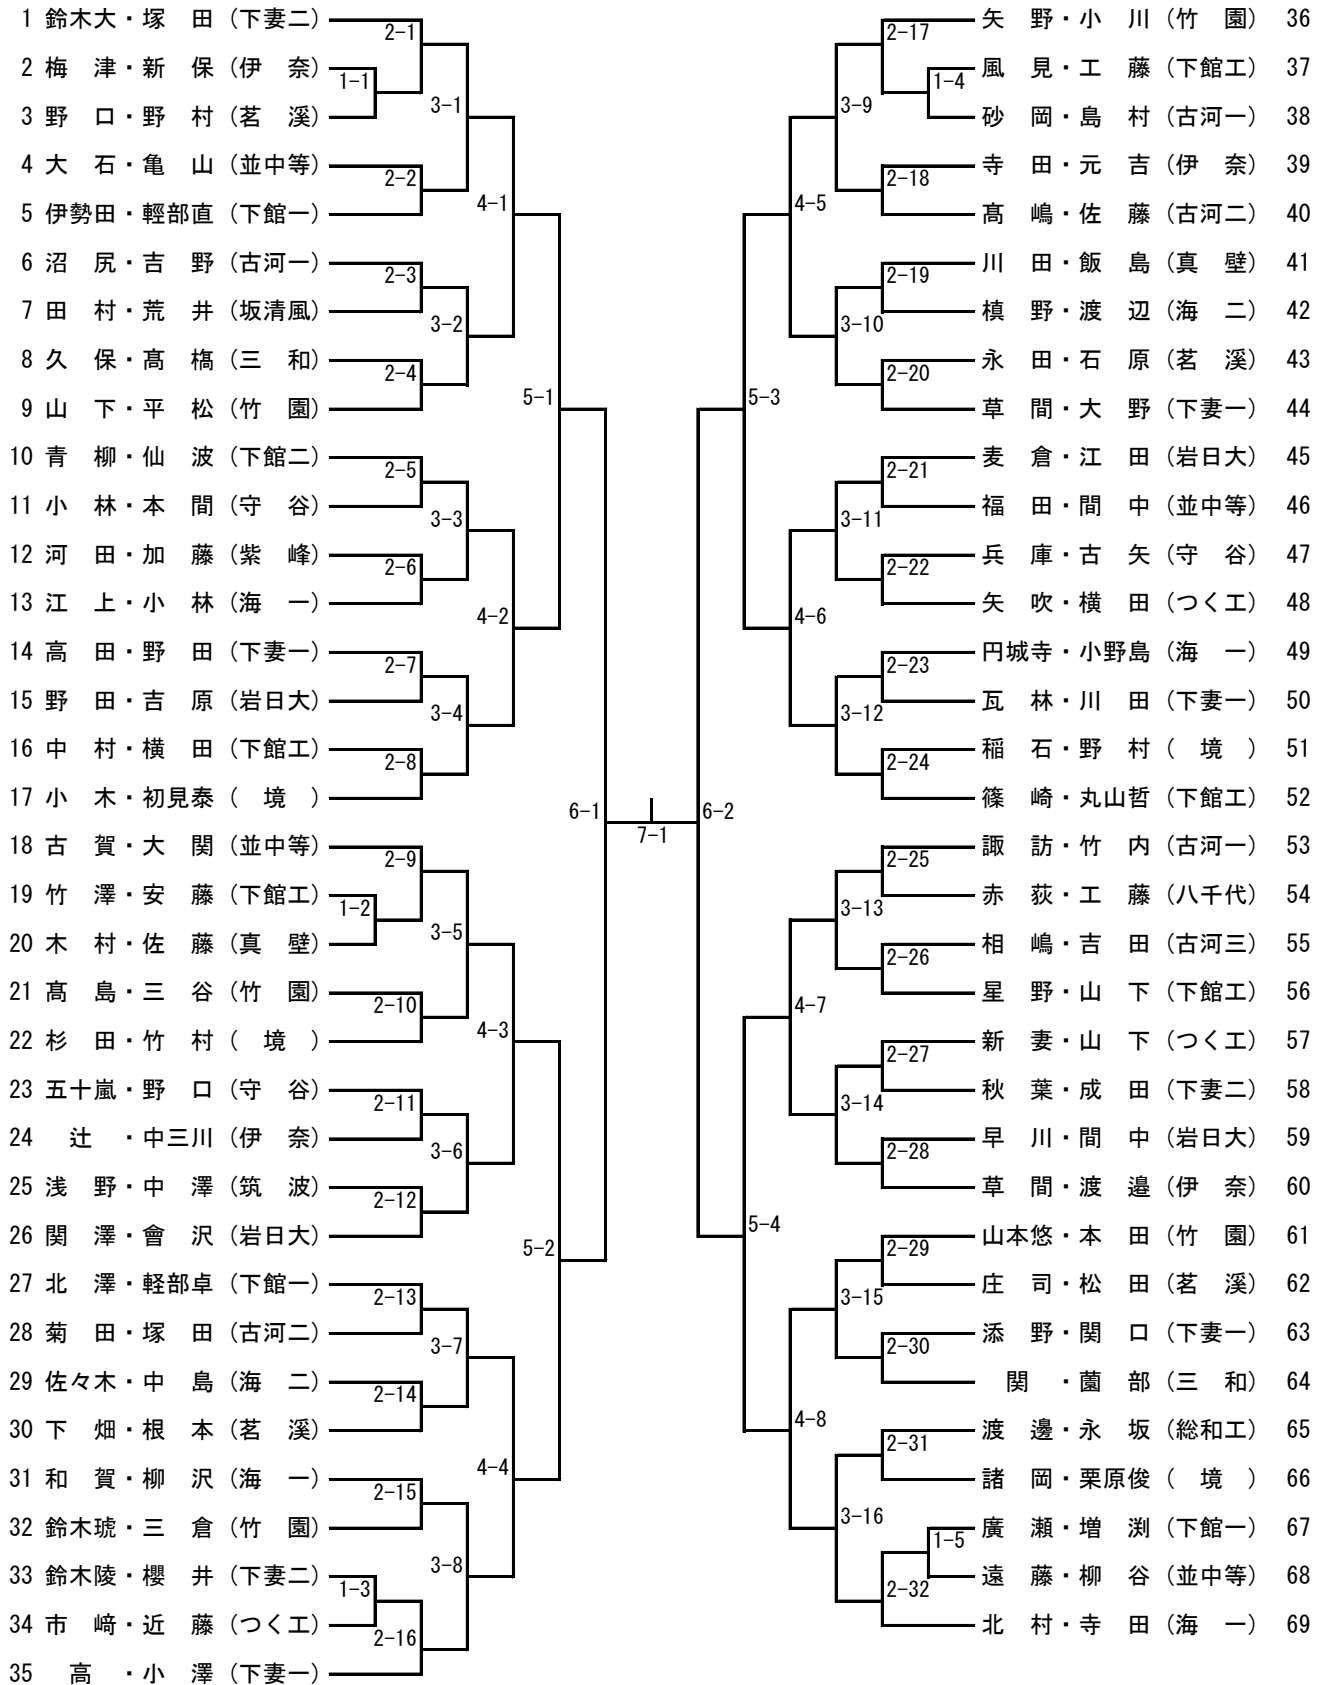 1 鈴木大・塚　田（下妻二）
2 梅　津・新　保（伊　奈）
3 野　口・野　村（茗　溪）
4 大　石・亀　山（並中等）
5 伊勢田・輕部直（下館一）
6 沼　尻・吉　野（古河一）
7 田　村・荒　井（坂清風）
8 久　保・髙　橋（三　和）
9 山　下・平　松（竹　園）
10 青　柳・仙　波（下館二）
11 小　林・本　間（守　谷）
12 河　田・加　藤（紫　峰）
13 江　上・小　林（海　一）
14 高　田・野　田（下妻一）
15 野　田・吉　原（岩日大）
16 中　村・横　田（下館工）
17 小　木・初見泰（　境　）
18 古　賀・大　関（並中等）
19 竹　澤・安　藤（下館工）
20 木　村・佐　藤（真　壁）
21 髙　島・三　谷（竹　園）
22 杉　田・竹　村（　境　）
23 五十嵐・野　口（守　谷）
24 　辻　・中三川（伊　奈）
25 浅　野・中　澤（筑　波）
26 関　澤・會　沢（岩日大）
27 北　澤・軽部卓（下館一）
28 菊　田・塚　田（古河二）
29 佐々木・中　島（海　二）
30 下　畑・根　本（茗　溪）
31 和　賀・柳　沢（海　一）
32 鈴木琥・三　倉（竹　園）
33 鈴木陵・櫻　井（下妻二）
34 市　﨑・近　藤（つく工）
35 　高　・小　澤（下妻一）
1-1
1-2
1-3
2-1
2-2
2-3
2-4
2-5
2-6
2-7
2-8
2-9
2-10
2-11
2-12
2-13
2-14
2-15
2-16
3-1
3-2
3-3
3-4
3-5
3-6
3-7
3-8
4-1
4-2
4-3
4-4
5-1
5-2
6-1
7-1
6-2
5-3
5-4
4-5
4-6
4-7
4-8
3-9
3-10
3-11
3-12
3-13
3-14
3-15
3-16
2-17
2-18
2-19
2-20
2-21
2-22
2-23
2-24
2-25
2-26
2-27
2-28
2-29
2-30
2-31
2-32
1-4
1-5
矢　野・小　川（竹　園） 36
風　見・工　藤（下館工） 37
砂　岡・島　村（古河一） 38
寺　田・元　吉（伊　奈） 39
髙　嶋・佐　藤（古河二） 40
川　田・飯　島（真　壁） 41
槙　野・渡　辺（海　二） 42
永　田・石　原（茗　溪） 43
草　間・大　野（下妻一） 44
麦　倉・江　田（岩日大） 45
福　田・間　中（並中等） 46
兵　庫・古　矢（守　谷） 47
矢　吹・横　田（つく工） 48
円城寺・小野島（海　一） 49
瓦　林・川　田（下妻一） 50
稲　石・野　村（　境　） 51
篠　崎・丸山哲（下館工） 52
諏　訪・竹　内（古河一） 53
赤　荻・工　藤（八千代） 54
相　嶋・吉　田（古河三） 55
星　野・山　下（下館工） 56
新　妻・山　下（つく工） 57
秋　葉・成　田（下妻二） 58
早　川・間　中（岩日大） 59
草　間・渡　邉（伊　奈） 60
山本悠・本　田（竹　園） 61
庄　司・松　田（茗　溪） 62
添　野・関　口（下妻一） 63
　関　・薗　部（三　和） 64
渡　邊・永　坂（総和工） 65
諸　岡・栗原俊（　境　） 66
廣　瀬・増　渕（下館一） 67
遠　藤・柳　谷（並中等） 68
北　村・寺　田（海　一） 69